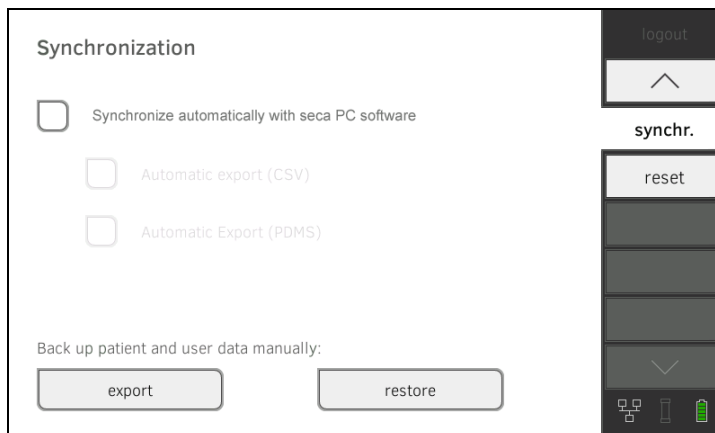 Synchronization
Synchronize automatically with seca PC software
Automatic export (CSV)
Automatic Export (PDMS)
Back up patient and user data manually:
export
restore
logout
synchr.
reset